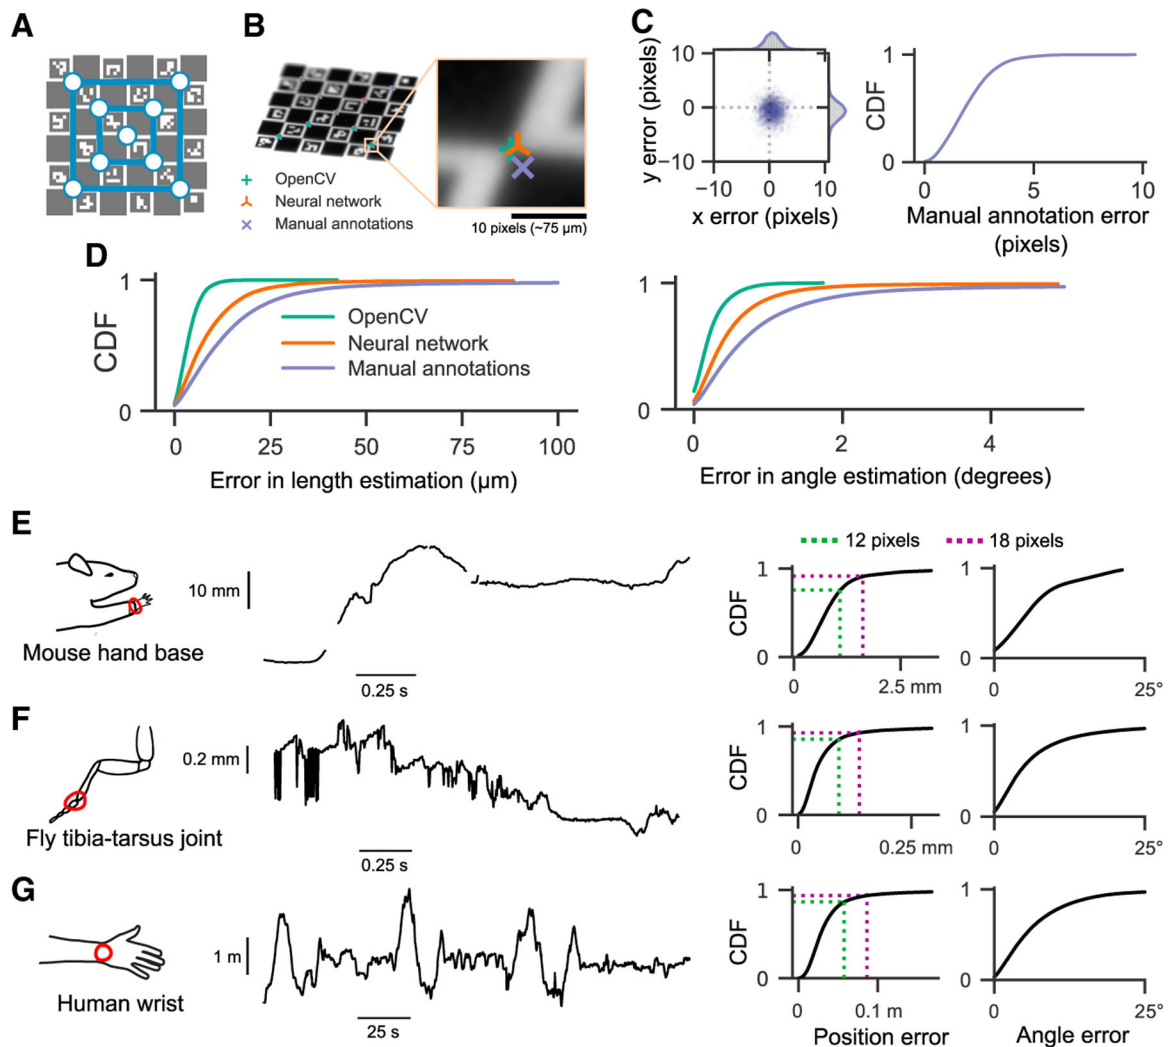 A
B
OpenCV
Neural network
Manual annotations
10 pixels (~75 µm)
C
y error (pixels)
10
0
−10
−10
0
10
x error (pixels)
CDF
1
0
0
5
10
Manual annotation error
(pixels)
D
CDF
1
0
OpenCV
Neural network
Manual annotations
0
25
50
75
100
Error in length estimation (µm)
1
0
0
2
4
Error in angle estimation (degrees)
E
Mouse hand base
10 mm
0.25 s
12 pixels
18 pixels
CDF
1
0
0
2.5 mm
1
0
0
25°
F
Fly tibia-tarsus joint
0.2 mm
0.25 s
CDF
1
0
0
0.25 mm
1
0
0
25°
G
Human wrist
1 m
25 s
CDF
1
0
0
0.1 m
Position error
1
0
0
25°
Angle error